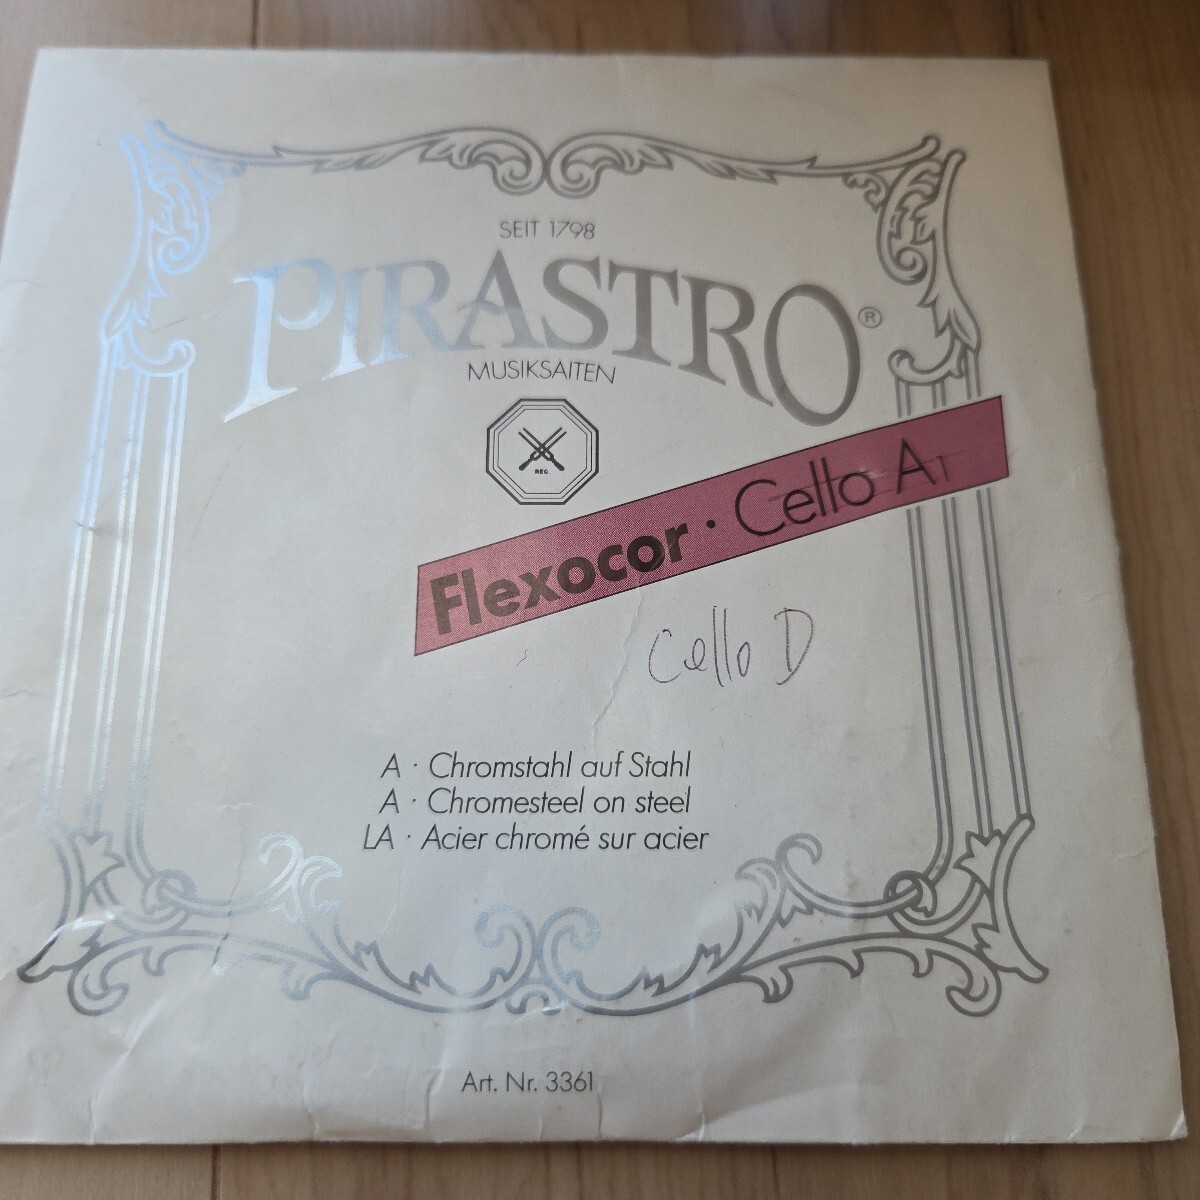 SEIT 1798
PIRASTRO®
MUSIKSAITEN
REG.
Flexocor · Cello A1
Cello D
A · Chromstahl auf Stahl
A · Chromesteel on steel
LA · Acier chromé sur acier
Art. Nr. 3361